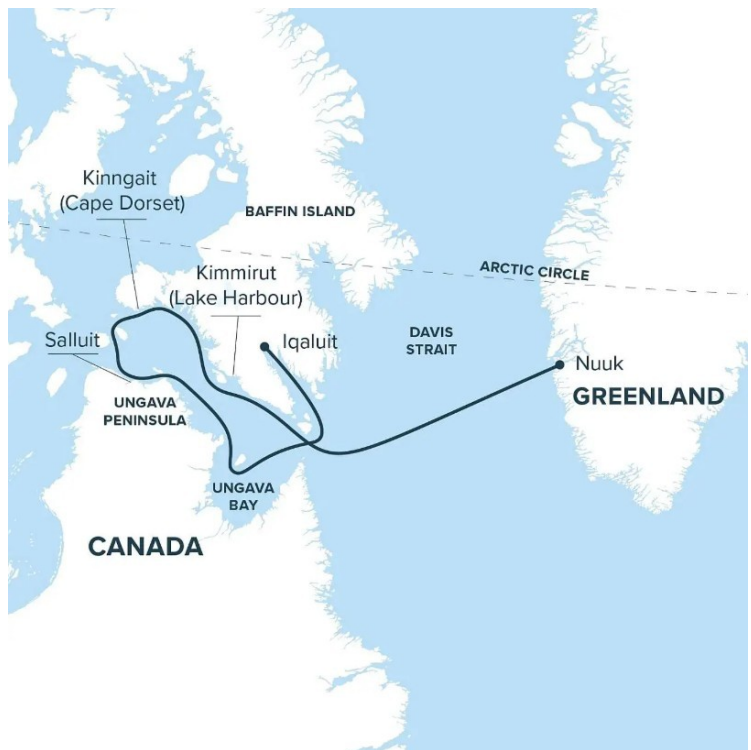 Kinngait
(Cape Dorset)
BAFFIN ISLAND
Kimmirut
(Lake Harbour)
ARCTIC CIRCLE
Salluit
Iqaluit
DAVIS
STRAIT
Nuuk
GREENLAND
UNGAVA
PENINSULA
UNGAVA
BAY
CANADA